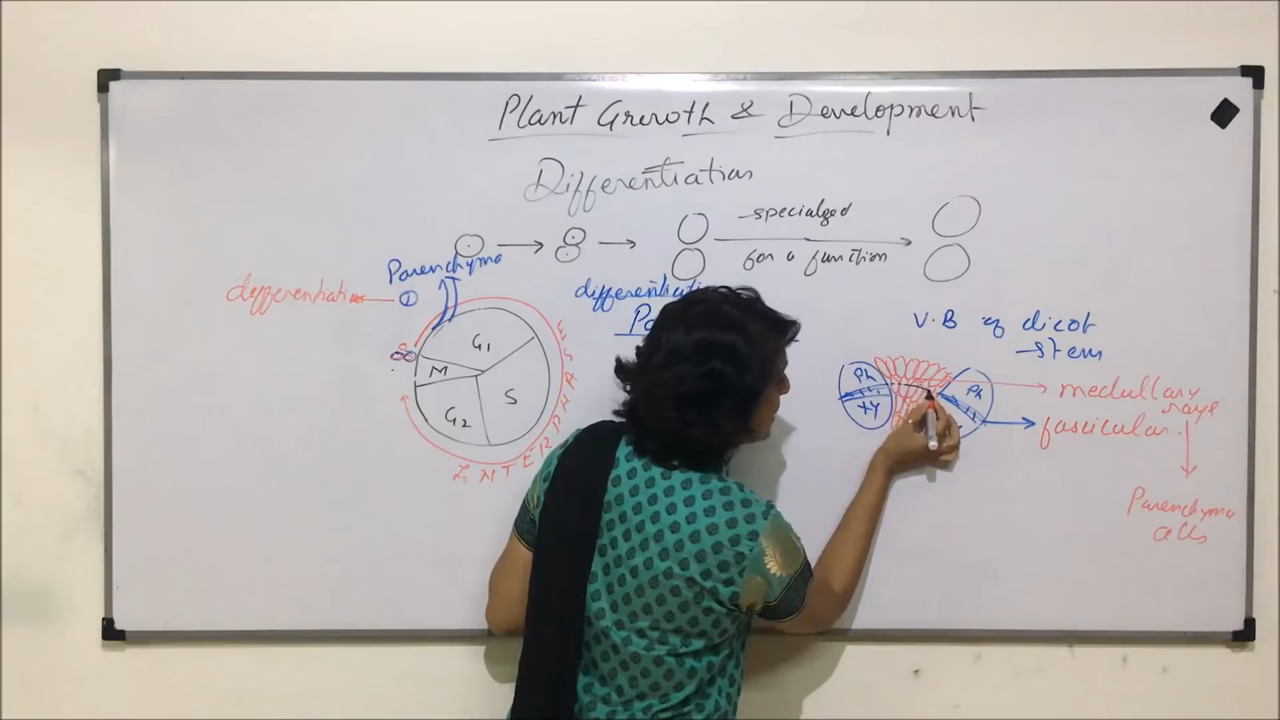 Plant Growth & Development
Differentiation
specialized
for a function
Parenchyma
differentiation
①
G1
S
G2
M
INTERPHASE
V.B of dicot
stem
Ph
XY
Ph
medullary
rays
fascicular
Parenchyma
cells